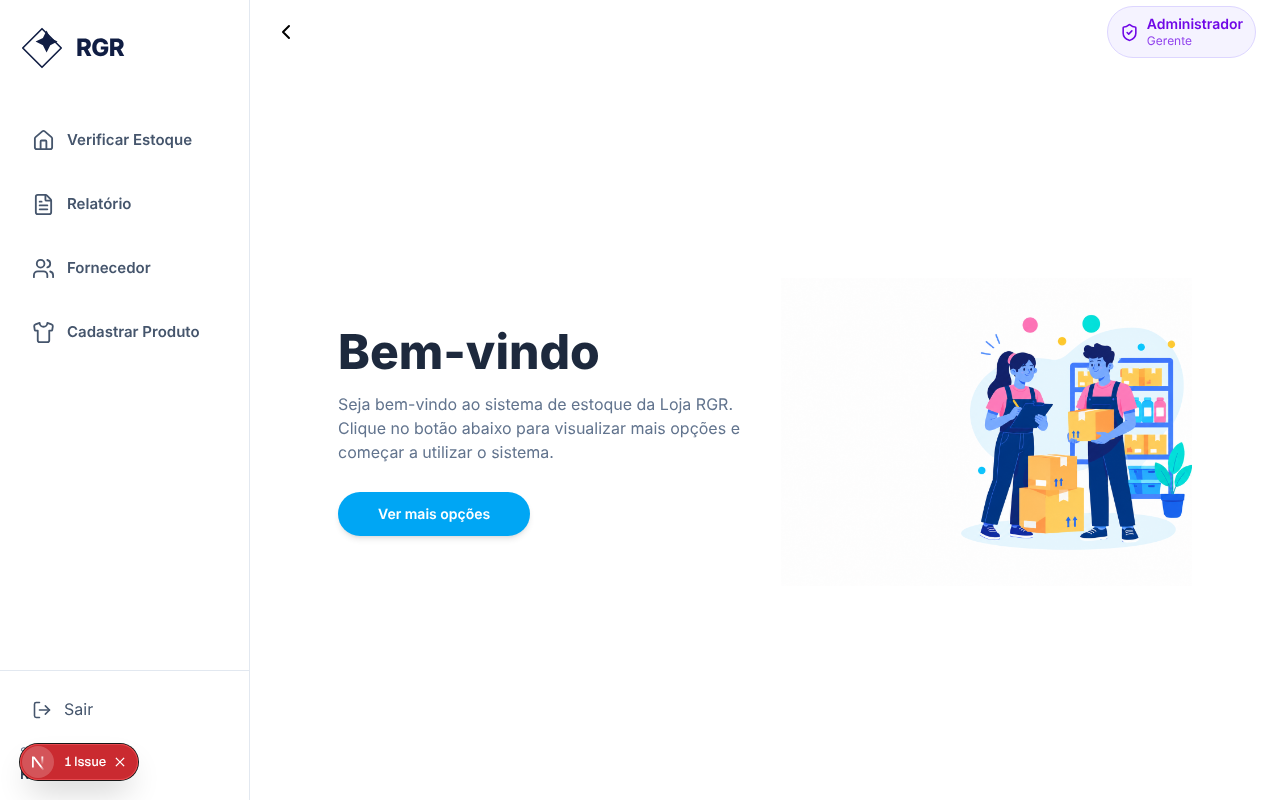 RGR
Verificar Estoque
Relatório
Fornecedor
Cadastrar Produto
Sair
1 Issue
Administrador
Gerente
Bem-vindo
Seja bem-vindo ao sistema de estoque da Loja RGR.
Clique no botão abaixo para visualizar mais opções e
começar a utilizar o sistema.
Ver mais opções